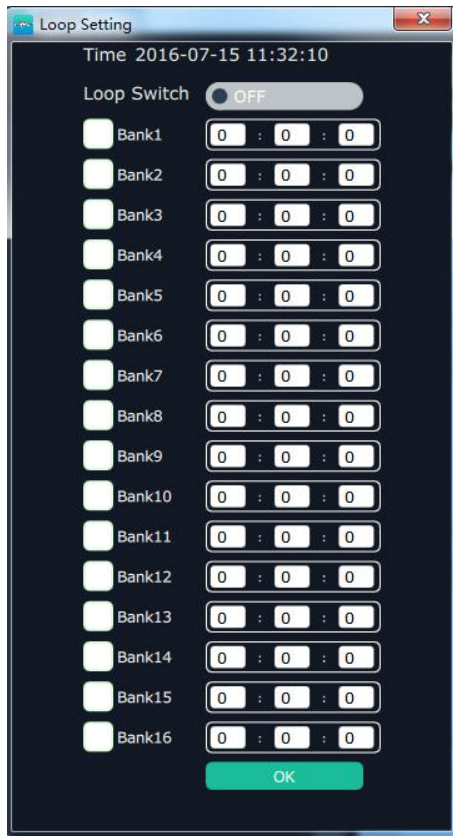 Loop Setting
Time 2016-07-15 11:32:10
Loop Switch OFF
Bank1 0 : 0 : 0
Bank2 0 : 0 : 0
Bank3 0 : 0 : 0
Bank4 0 : 0 : 0
Bank5 0 : 0 : 0
Bank6 0 : 0 : 0
Bank7 0 : 0 : 0
Bank8 0 : 0 : 0
Bank9 0 : 0 : 0
Bank10 0 : 0 : 0
Bank11 0 : 0 : 0
Bank12 0 : 0 : 0
Bank13 0 : 0 : 0
Bank14 0 : 0 : 0
Bank15 0 : 0 : 0
Bank16 0 : 0 : 0
OK